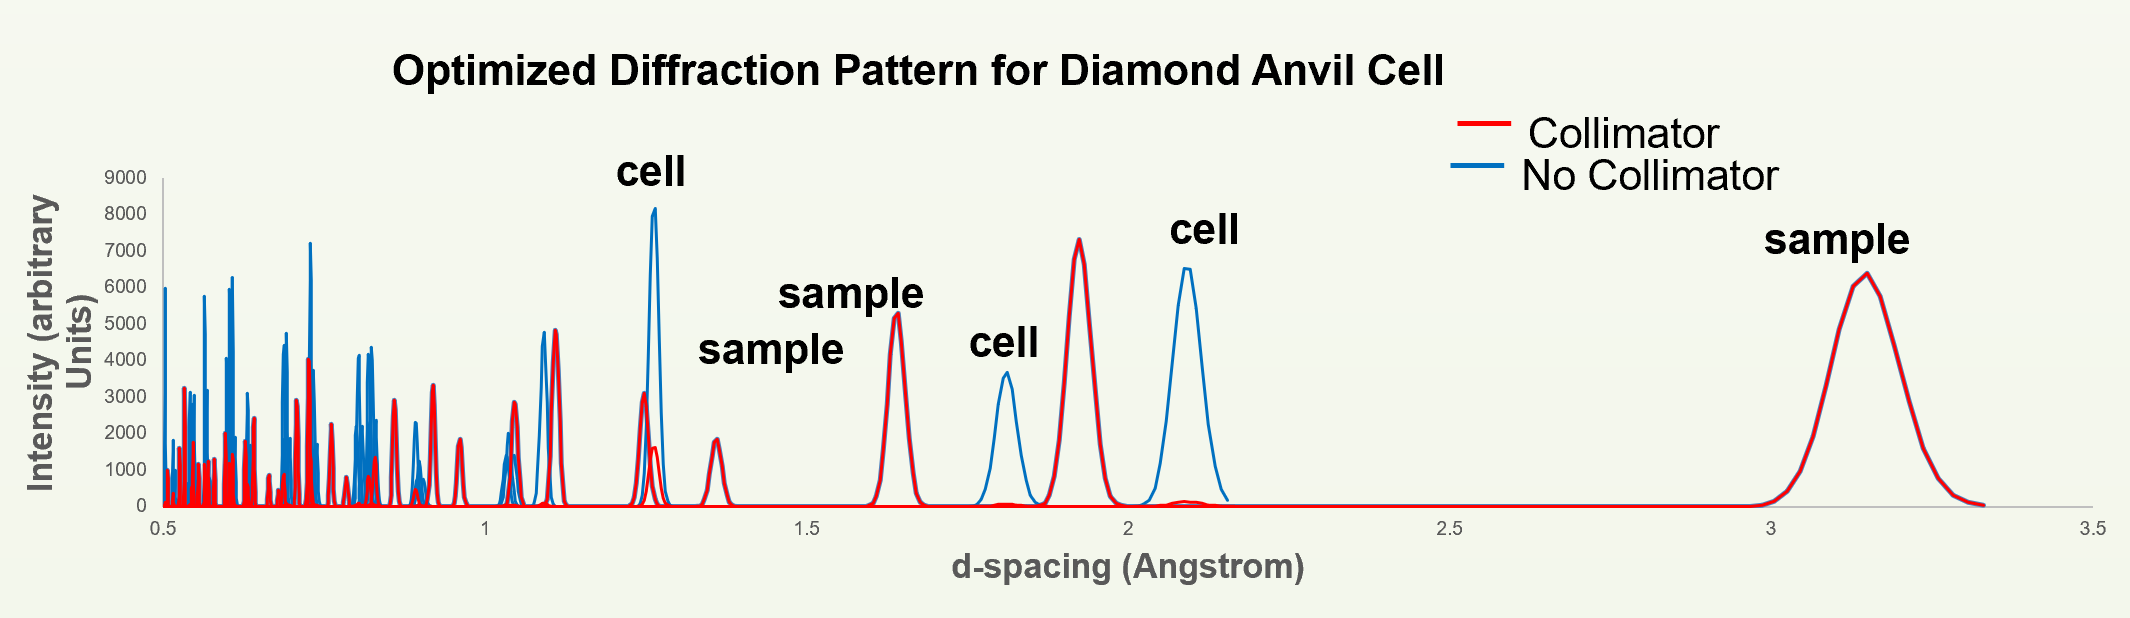 Optimized Diffraction Pattern for Diamond Anvil Cell
Collimator
No Collimator
cell
cell
sample
sample
cell
sample
Intensity (arbitrary
Units)
9000
8000
7000
6000
5000
4000
3000
2000
1000
0
0.5
1
1.5
2
2.5
3
3.5
d-spacing (Angstrom)